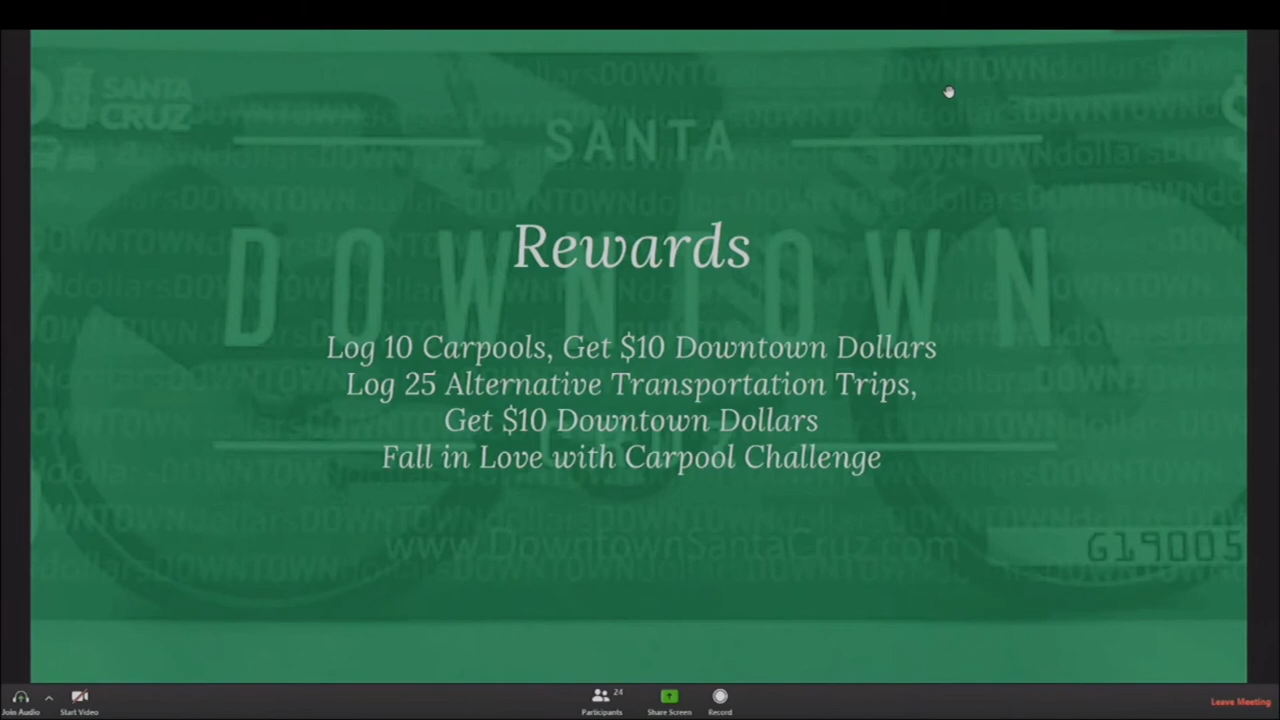 SANTA
CRUZ
SANTA
DOWNTOWN
Rewards
Log 10 Carpools, Get $10 Downtown Dollars
Log 25 Alternative Transportation Trips,
Get $10 Downtown Dollars
Fall in Love with Carpool Challenge
www.DowntownSantaCruz.com
G19005
Join Audio
Start Video
Participants
24
Share Screen
Record
Leave Meeting